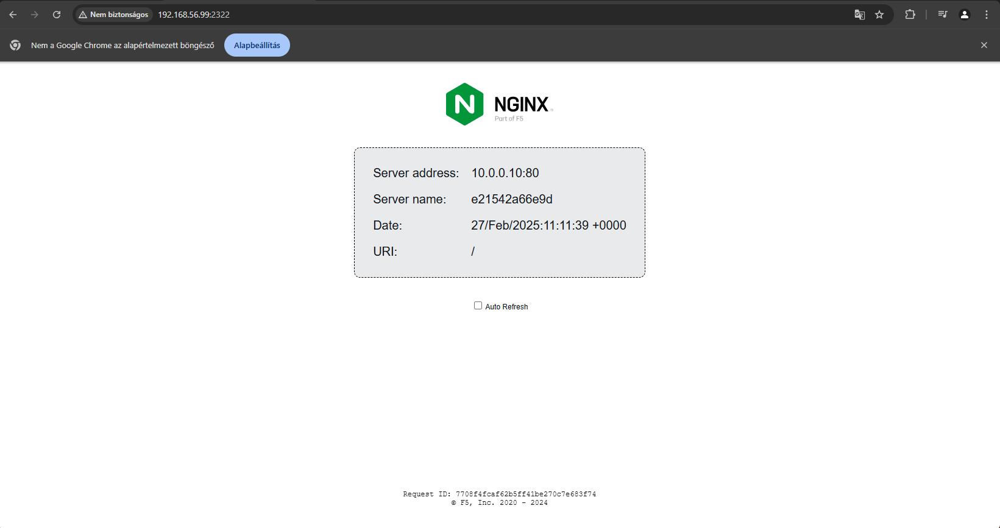 Nem biztonságos 192.168.56.99:2322
Nem a Google Chrome az alapértelmezett böngésző Alapbeállítás
N NGINX
Part of F5
Server address: 10.0.0.10:80
Server name: e21542a66e9d
Date: 27/Feb/2025:11:11:39 +0000
URI: /
Auto Refresh
Request ID: 7708f4fcaf62b5ff41be270c7e683f74
© F5, Inc. 2020 - 2024